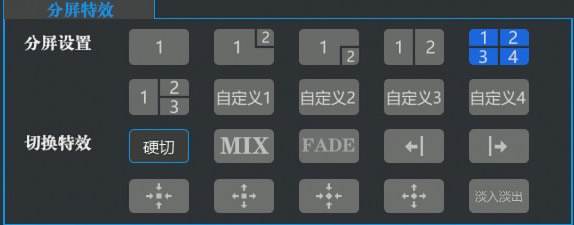 分屏特效
分屏设置 1 1 2 1 2 1 2 1 2 3 4
1 2 3 自定义1 自定义2 自定义3 自定义4
切换特效 硬切 MIX FADE
淡入淡出